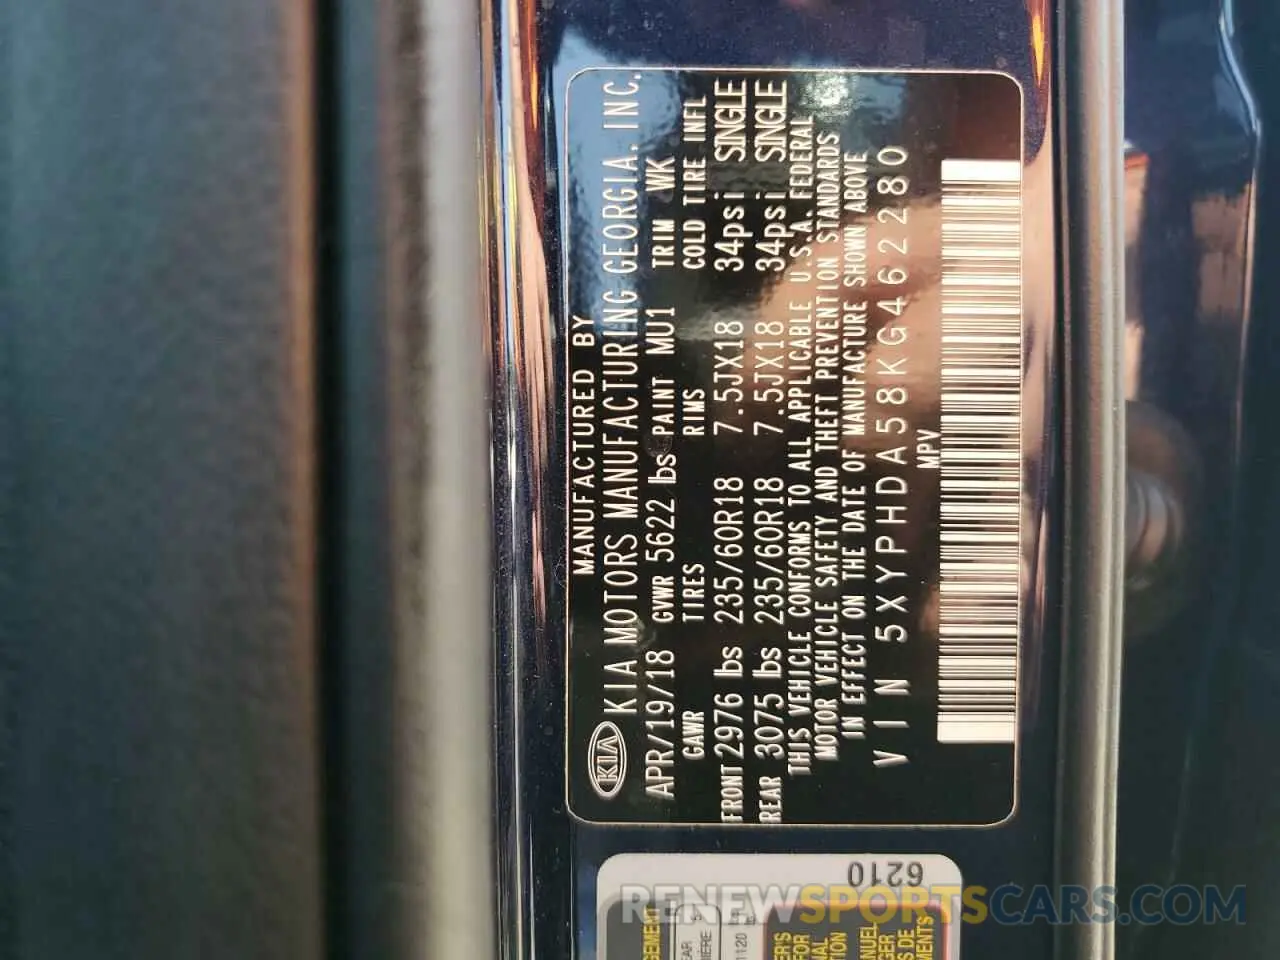 MANUFACTURED BY
KIA KIA MOTORS MANUFACTURING GEORGIA, INC.
APR/19/18 GVWR 5622 lbs PAINT MU1 TRIM WK
GAWR TIRES RIMS COLD TIRE INFL
FRONT 2976 lbs 235/60R18 7.5JX18 34psi SINGLE
REAR 3075 lbs 235/60R18 7.5JX18 34psi SINGLE
THIS VEHICLE CONFORMS TO ALL APPLICABLE U.S.A. FEDERAL
MOTOR VEHICLE SAFETY AND THEFT PREVENTION STANDARDS
IN EFFECT ON THE DATE OF MANUFACTURE SHOWN ABOVE
VIN 5XYPHDA58KG462280
MPV
6210
RENEWSPORTSCARS.COM